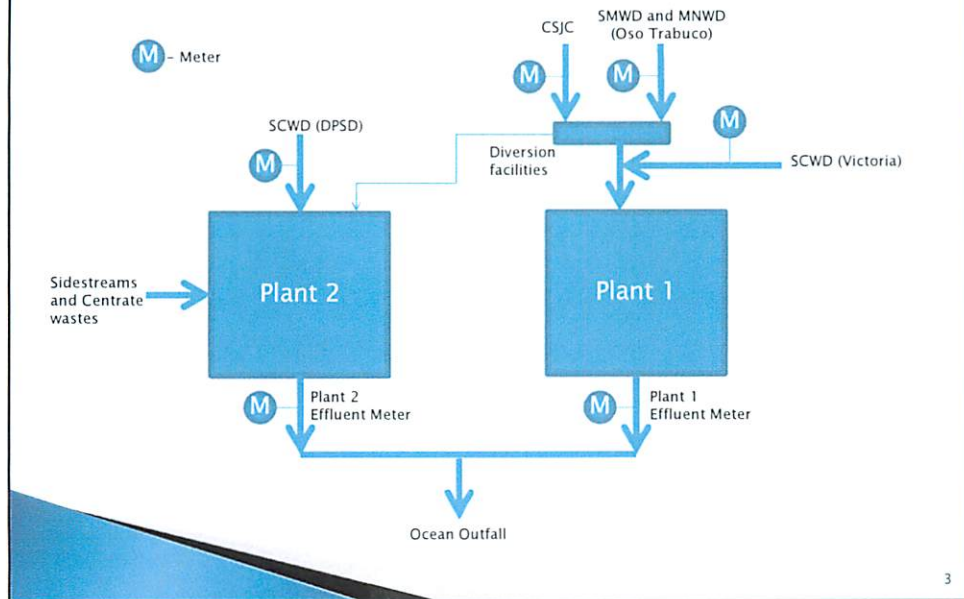 CSJC
SMWD and MNWD
(Oso Trabuco)
M - Meter
M
M
M
SCWD (DPSD)
M
Diversion
facilities
SCWD (Victoria)
Sidestreams
and Centrate
wastes
Plant 2
Plant 1
M
Plant 2
Effluent Meter
M
Plant 1
Effluent Meter
Ocean Outfall
3